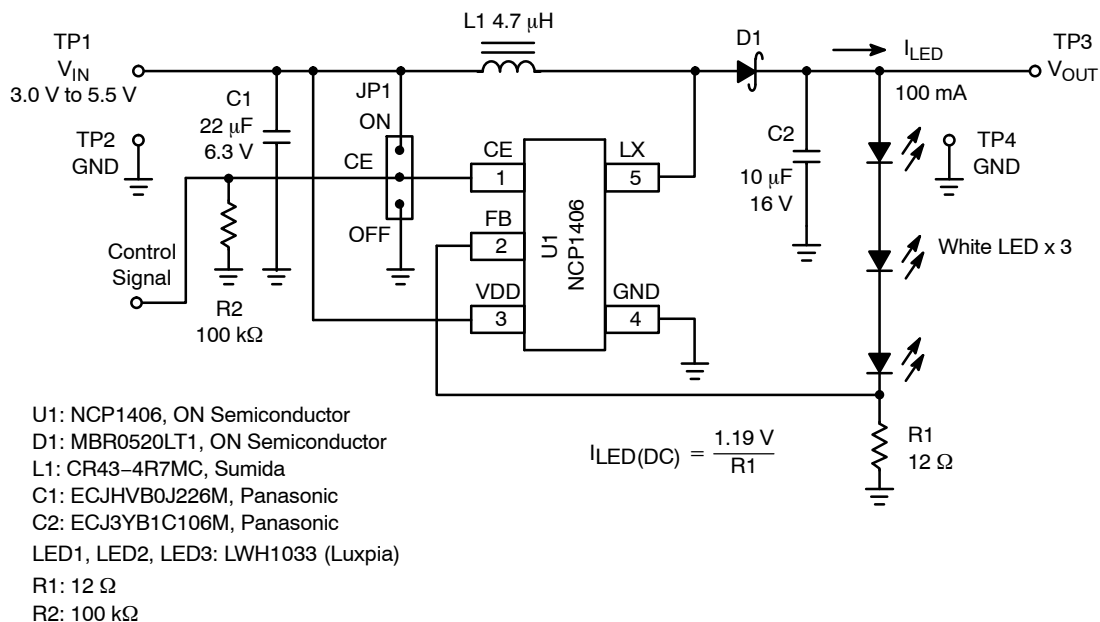 L1 4.7 μH
TP1
VIN
3.0 V to 5.5 V
TP2
GND
C1
22 μF
6.3 V
JP1
ON
CE
OFF
Control
Signal
R2
100 kΩ
CE
1
FB
2
VDD
3
U1
NCP1406
LX
5
GND
4
D1
ILED
100 mA
TP3
VOUT
C2
10 μF
16 V
TP4
GND
White LED x 3
R1
12 Ω
ILED(DC) = 1.19 V / R1
U1: NCP1406, ON Semiconductor
D1: MBR0520LT1, ON Semiconductor
L1: CR43−4R7MC, Sumida
C1: ECJHVB0J226M, Panasonic
C2: ECJ3YB1C106M, Panasonic
LED1, LED2, LED3: LWH1033 (Luxpia)
R1: 12 Ω
R2: 100 kΩ